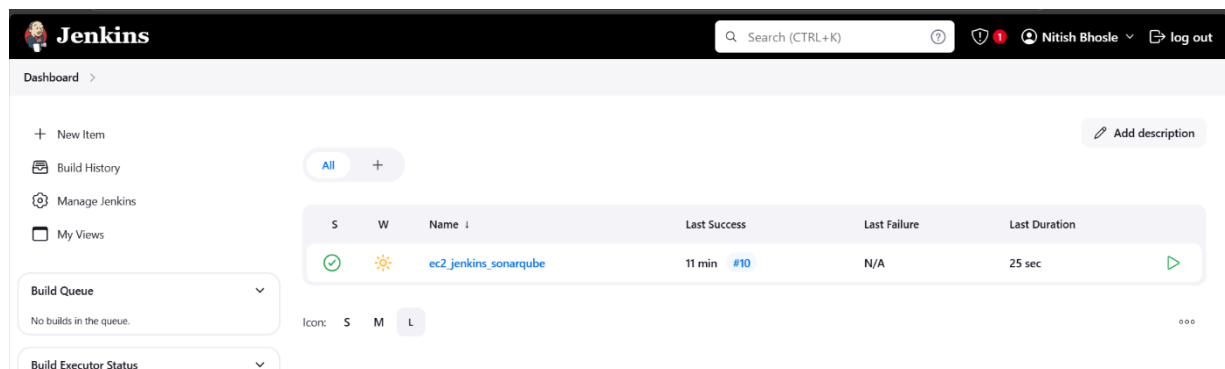 Jenkins
Search (CTRL+K)
1
Nitish Bhosle
log out
Dashboard
New Item
Build History
Manage Jenkins
My Views
Add description
All +
S W Name ↓ Last Success Last Failure Last Duration
ec2_jenkins_sonarqube 11 min #10 N/A 25 sec
Build Queue
No builds in the queue.
Icon: S M L
Build Executor Status